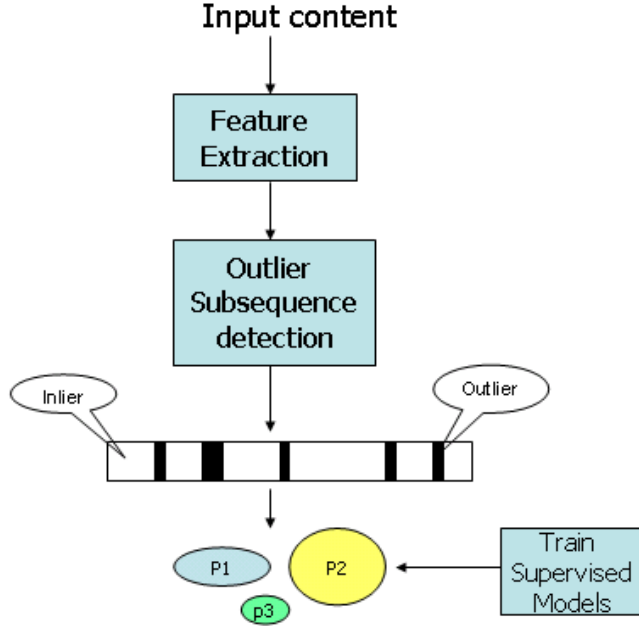 Input content
Feature
Extraction
Outlier
Subsequence
detection
Inlier
Outlier
P1
P2
p3
Train
Supervised
Models